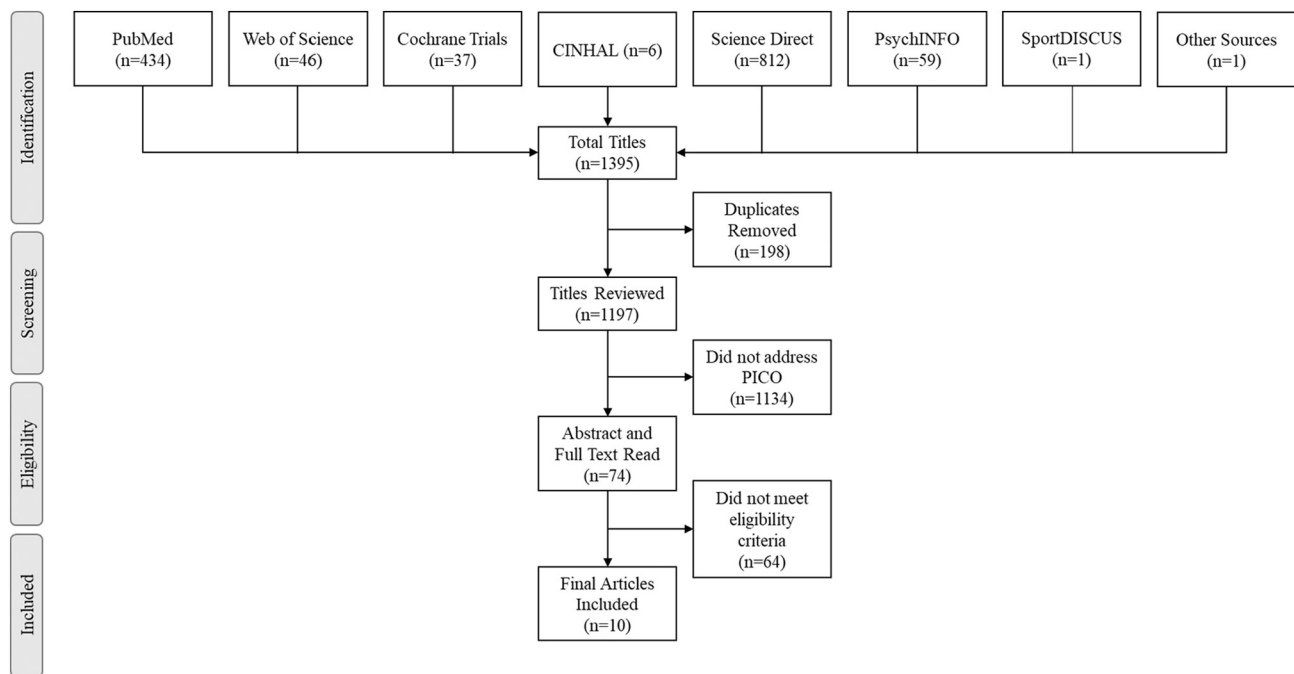 Identification
PubMed
(n=434)
Web of Science
(n=46)
Cochrane Trials
(n=37)
CINHAL (n=6)
Science Direct
(n=812)
PsychINFO
(n=59)
SportDISCUS
(n=1)
Other Sources
(n=1)
Total Titles
(n=1395)
Duplicates
Removed
(n=198)
Screening
Titles Reviewed
(n=1197)
Did not address
PICO
(n=1134)
Eligibility
Abstract and
Full Text Read
(n=74)
Did not meet
eligibility
criteria
(n=64)
Included
Final Articles
Included
(n=10)